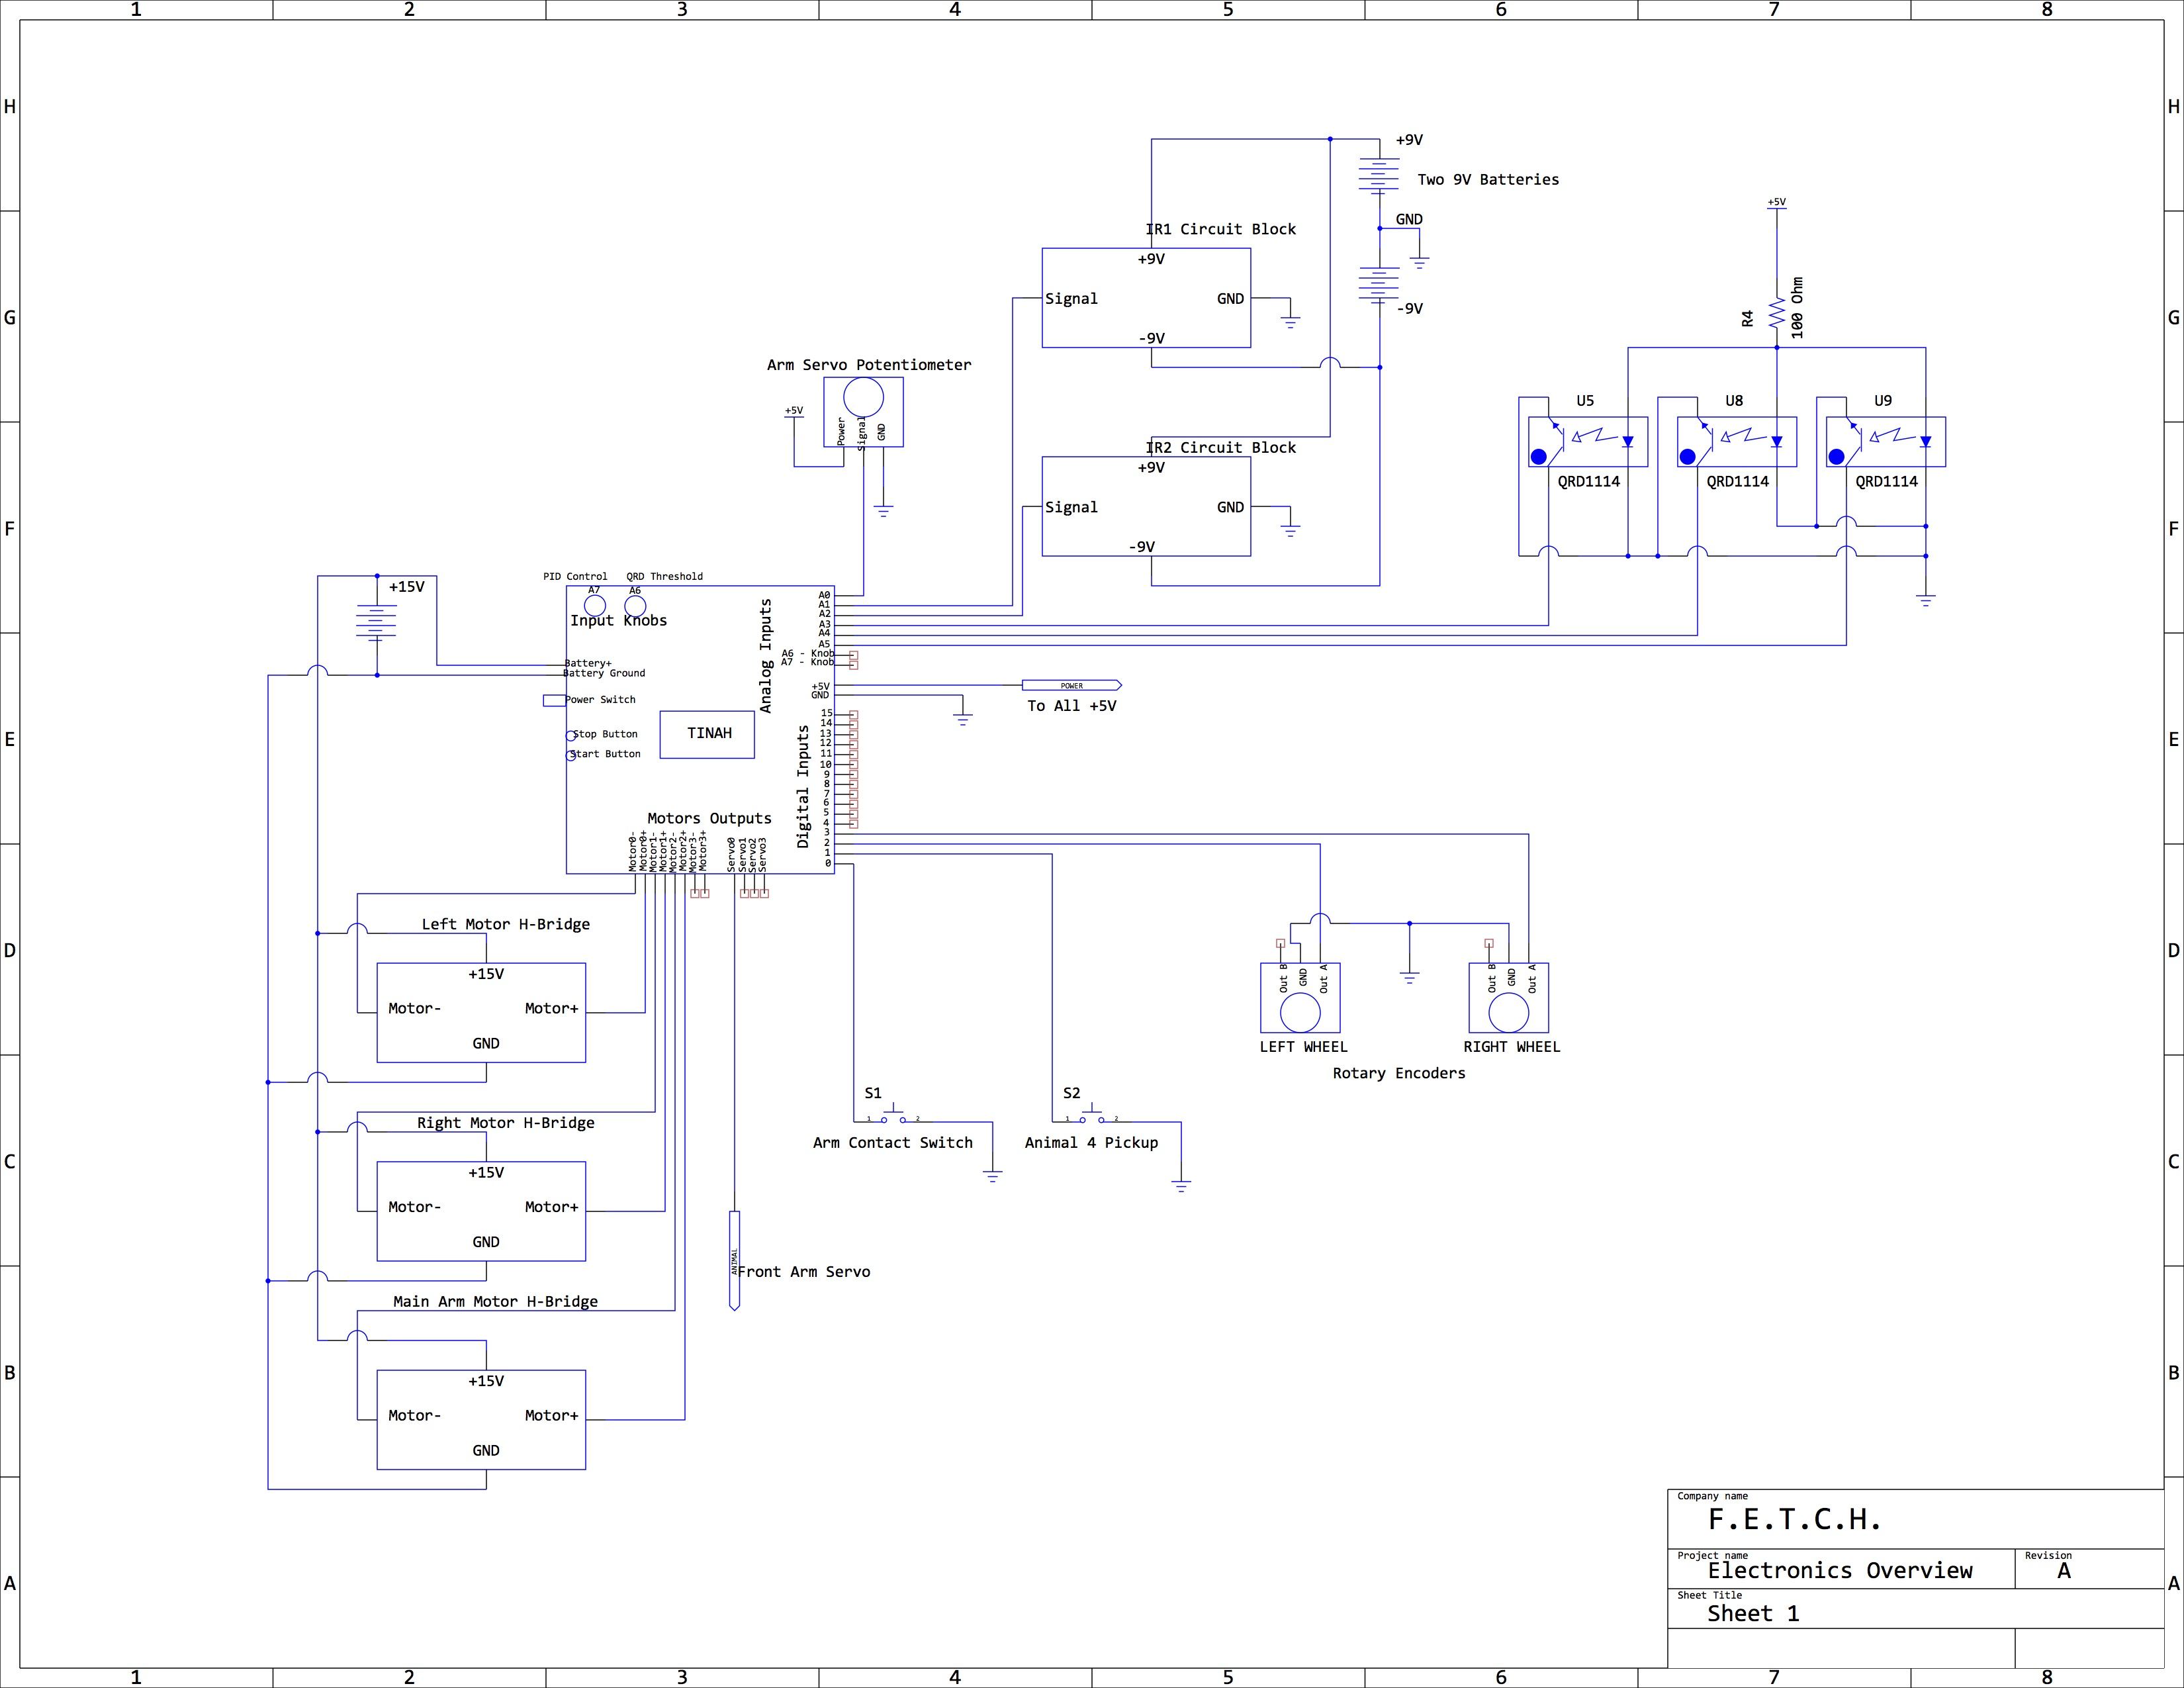 1 2 3 4 5 6 7 8
H H
G G
F F
E E
D D
C C
B B
A A
+9V
Two 9V Batteries
GND
-9V
IR1 Circuit Block
+9V
Signal
GND
-9V
IR2 Circuit Block
+9V
Signal
GND
-9V
+5V
R4
100 Ohm
U5
QRD1114
U8
QRD1114
U9
QRD1114
Arm Servo Potentiometer
+5V
Power
Signal
GND
+15V
PID Control
QRD Threshold
A7
A6
Input Knobs
Battery+
Battery Ground
Power Switch
Stop Button
Start Button
TINAH
Analog Inputs
A0
A1
A2
A3
A4
A5
A6 - Knob
A7 - Knob
+5V
GND
POWER
To All +5V
Digital Inputs
15
14
13
12
11
10
9
8
7
6
5
4
3
2
1
0
Motors Outputs
Motor0-
Motor0+
Motor1-
Motor1+
Motor2-
Motor2+
Motor3-
Motor3+
Servo0
Servo1
Servo2
Servo3
Left Motor H-Bridge
+15V
Motor-
Motor+
GND
Right Motor H-Bridge
+15V
Motor-
Motor+
GND
Main Arm Motor H-Bridge
+15V
Motor-
Motor+
GND
ANIMAL
Front Arm Servo
S1
1 2
Arm Contact Switch
S2
1 2
Animal 4 Pickup
Out B
GND
Out A
LEFT WHEEL
Out B
GND
Out A
RIGHT WHEEL
Rotary Encoders
Company name
F.E.T.C.H.
Project name
Electronics Overview
Revision
A
Sheet Title
Sheet 1
1 2 3 4 5 6 7 8